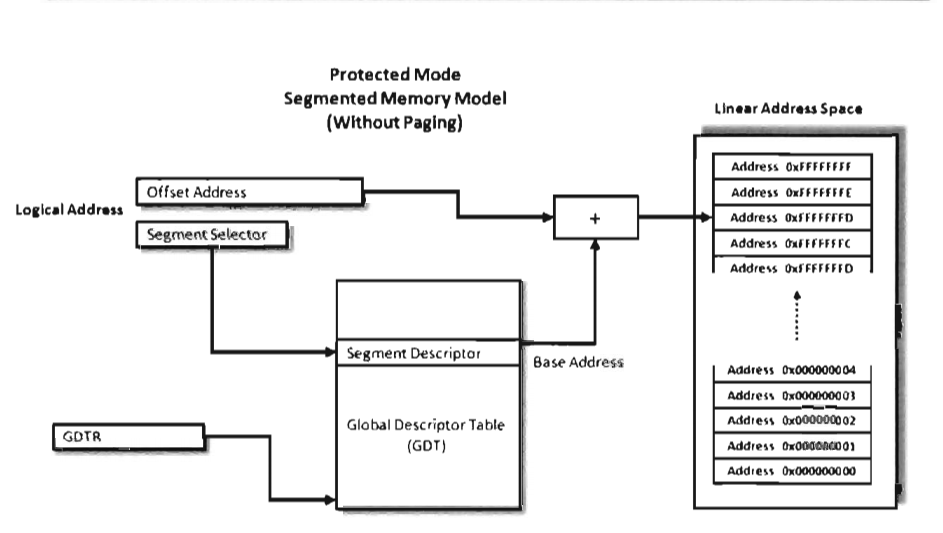 Protected Mode
Segmented Memory Model
(Without Paging)
Linear Address Space
Logical Address
Offset Address
Segment Selector
+
Segment Descriptor
Base Address
Global Descriptor Table
(GDT)
GDTR
Address 0xFFFFFFFF
Address 0xFFFFFFFE
Address 0xFFFFFFFD
Address 0xFFFFFFFC
Address 0xFFFFFFFD
Address 0x000000004
Address 0x000000003
Address 0x000000002
Address 0x000000001
Address 0x000000000